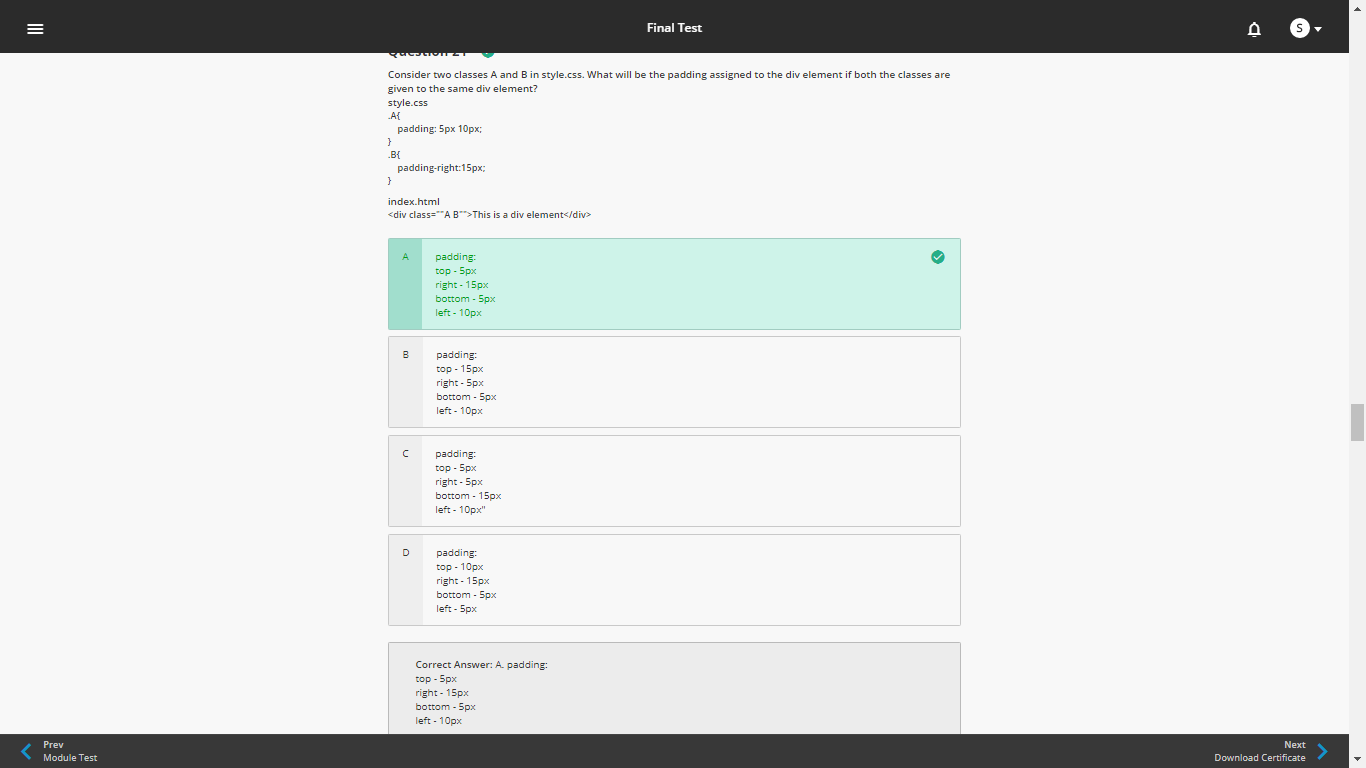 Final Test
S
Question 21
Consider two classes A and B in style.css. What will be the padding assigned to the div element if both the classes are
given to the same div element?
style.css
.A{
padding: 5px 10px;
}
.B{
padding-right:15px;
}
index.html
<div class=""A B"">This is a div element</div>
A
padding:
top - 5px
right - 15px
bottom - 5px
left - 10px
B
padding:
top - 15px
right - 5px
bottom - 5px
left - 10px
C
padding:
top - 5px
right - 5px
bottom - 15px
left - 10px"
D
padding:
top - 10px
right - 15px
bottom - 5px
left - 5px
Correct Answer: A. padding:
top - 5px
right - 15px
bottom - 5px
left - 10px
Prev
Module Test
Next
Download Certificate